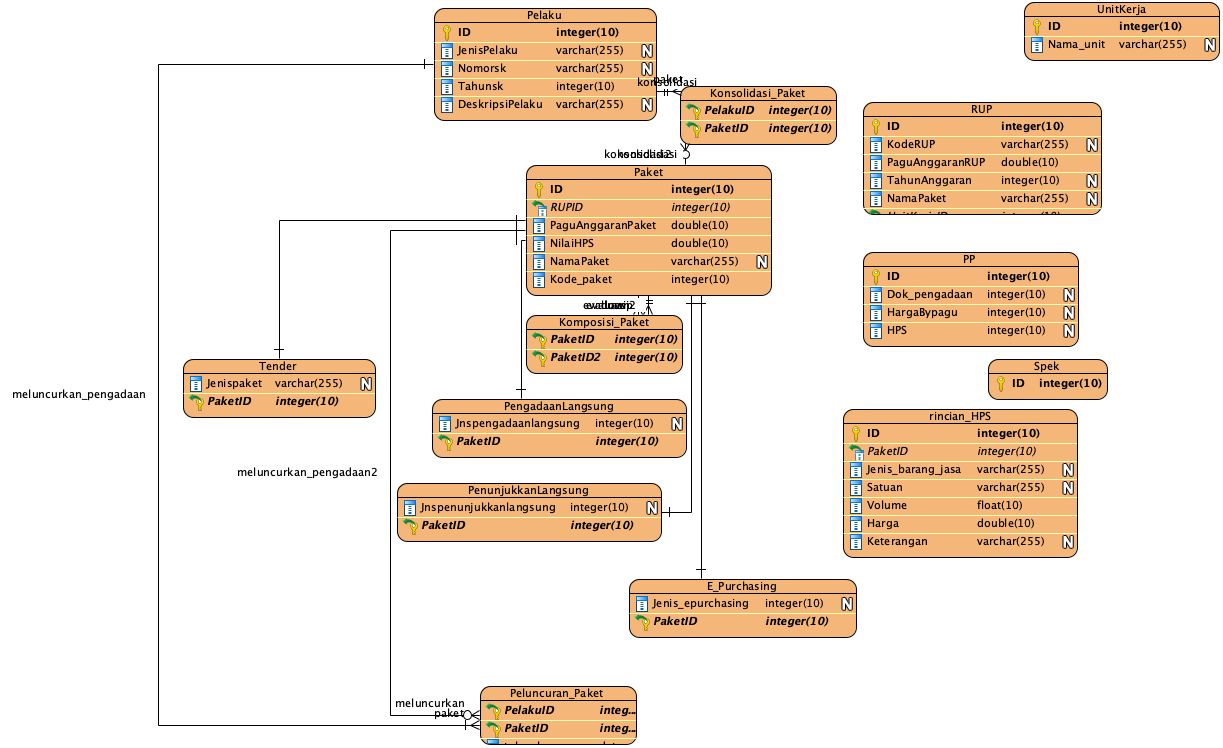 Pelaku
ID integer(10)
JenisPelaku varchar(255) N
Nomorsk varchar(255) N
Tahunsk integer(10)
DeskripsiPelaku varchar(255) N
UnitKerja
ID integer(10)
Nama_unit varchar(255) N
paket
konsolidasi
Konsolidasi_Paket
PelakuID integer(10)
PaketID integer(10)
RUP
ID integer(10)
KodeRUP varchar(255) N
PaguAnggaranRUP double(10)
TahunAnggaran integer(10) N
NamaPaket varchar(255) N
Paket
ID integer(10)
RUPID integer(10)
PaguAnggaranPaket double(10)
NilaiHPS double(10)
NamaPaket varchar(255) N
Kode_paket integer(10)
PP
ID integer(10)
Dok_pengadaan integer(10) N
HargaBypagu integer(10) N
HPS integer(10) N
Komposisi_Paket
PaketID integer(10)
PaketID2 integer(10)
Tender
Jenispaket varchar(255) N
PaketID integer(10)
Spek
ID integer(10)
meluncurkan_pengadaan
PengadaanLangsung
Jnspengadaanlangsung integer(10) N
PaketID integer(10)
rincian_HPS
ID integer(10)
PaketID integer(10)
Jenis_barang_jasa varchar(255) N
Satuan varchar(255) N
Volume float(10)
Harga double(10)
Keterangan varchar(255) N
meluncurkan_pengadaan2
PenunjukkanLangsung
Jnspenunjukkanlangsung integer(10) N
PaketID integer(10)
E_Purchasing
Jenis_epurchasing integer(10) N
PaketID integer(10)
meluncurkan
paket
Peluncuran_Paket
PelakuID integ...
PaketID integ...